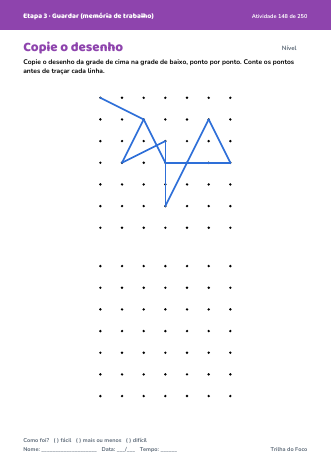 Etapa 3 · Guardar (memória de trabalho)
Atividade 148 de 250
Copie o desenho
Nível
Copie o desenho da grade de cima na grade de baixo, ponto por ponto. Conte os pontos
antes de traçar cada linha.
Como foi? ( ) fácil ( ) mais ou menos ( ) difícil
Nome: ____________________ Data: ___/___ Tempo: ______
Trilha do Foco